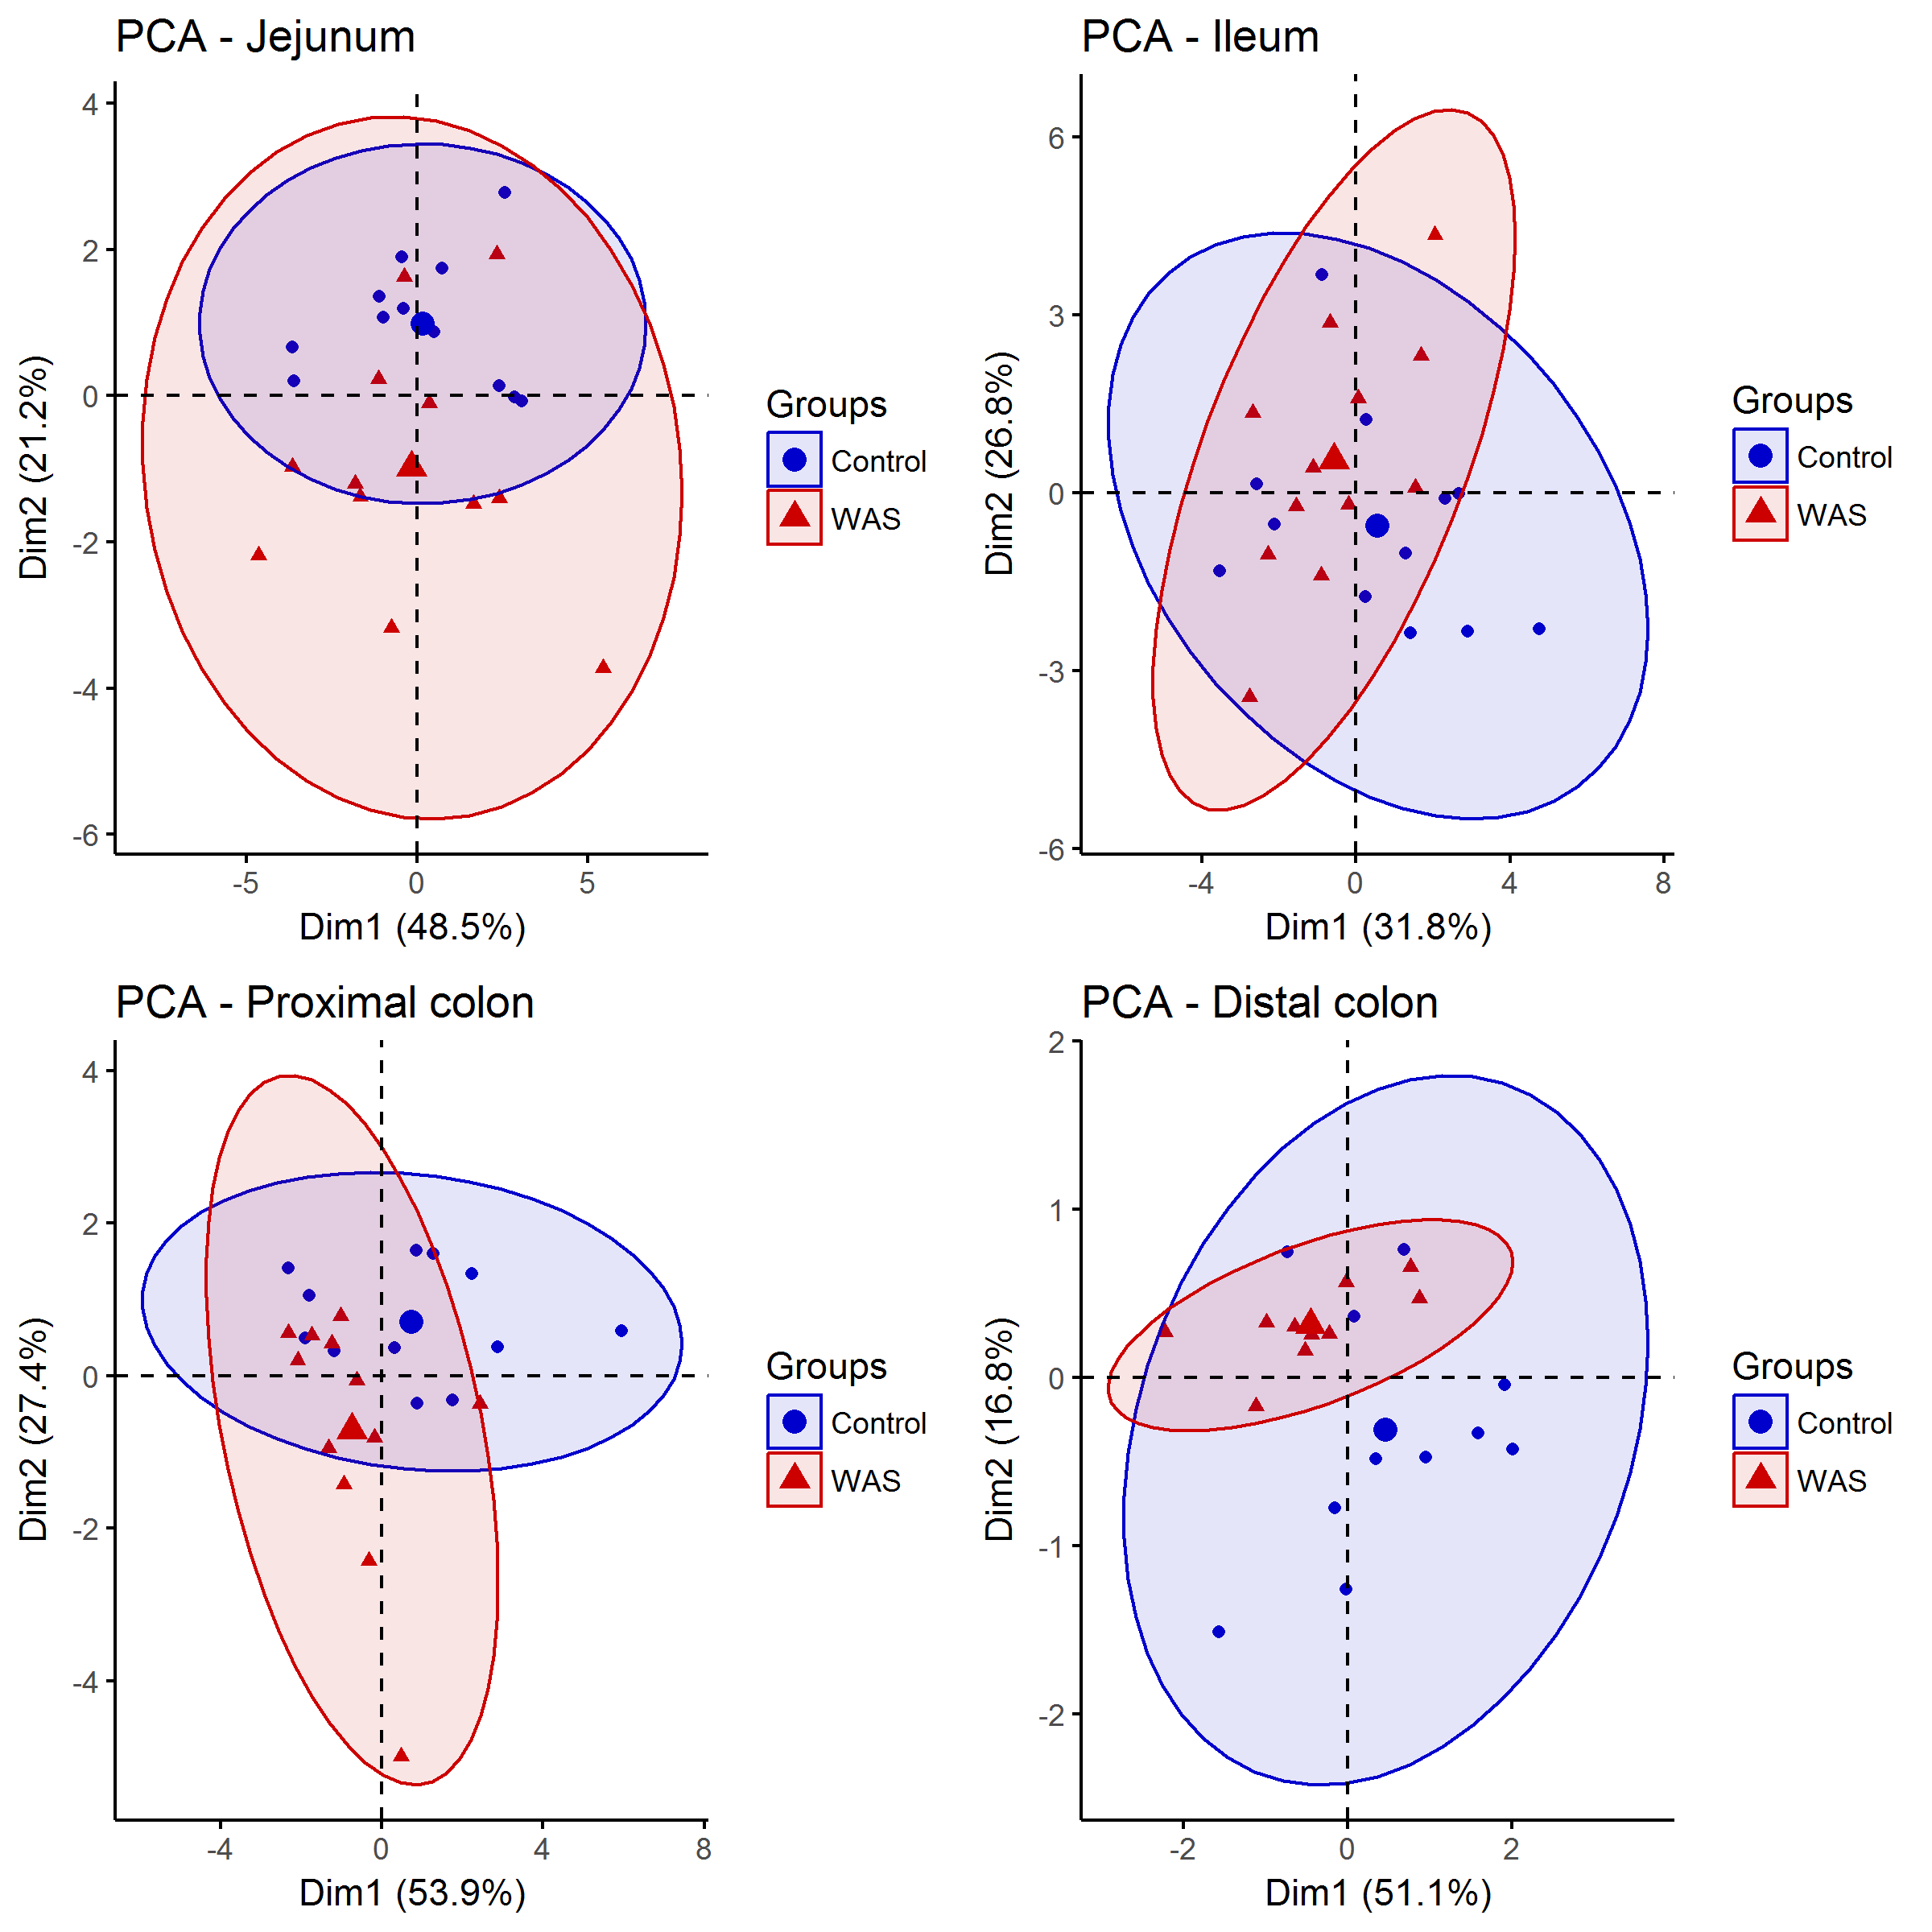 PCA - Jejunum
4
2
0
-2
-4
-6
Dim2 (21.2%)
-5
0
5
Dim1 (48.5%)
Groups
Control
WAS
PCA - Ileum
6
3
0
-3
-6
Dim2 (26.8%)
-4
0
4
8
Dim1 (31.8%)
Groups
Control
WAS
PCA - Proximal colon
4
2
0
-2
-4
Dim2 (27.4%)
-4
0
4
8
Dim1 (53.9%)
Groups
Control
WAS
PCA - Distal colon
2
1
0
-1
-2
Dim2 (16.8%)
-2
0
2
Dim1 (51.1%)
Groups
Control
WAS